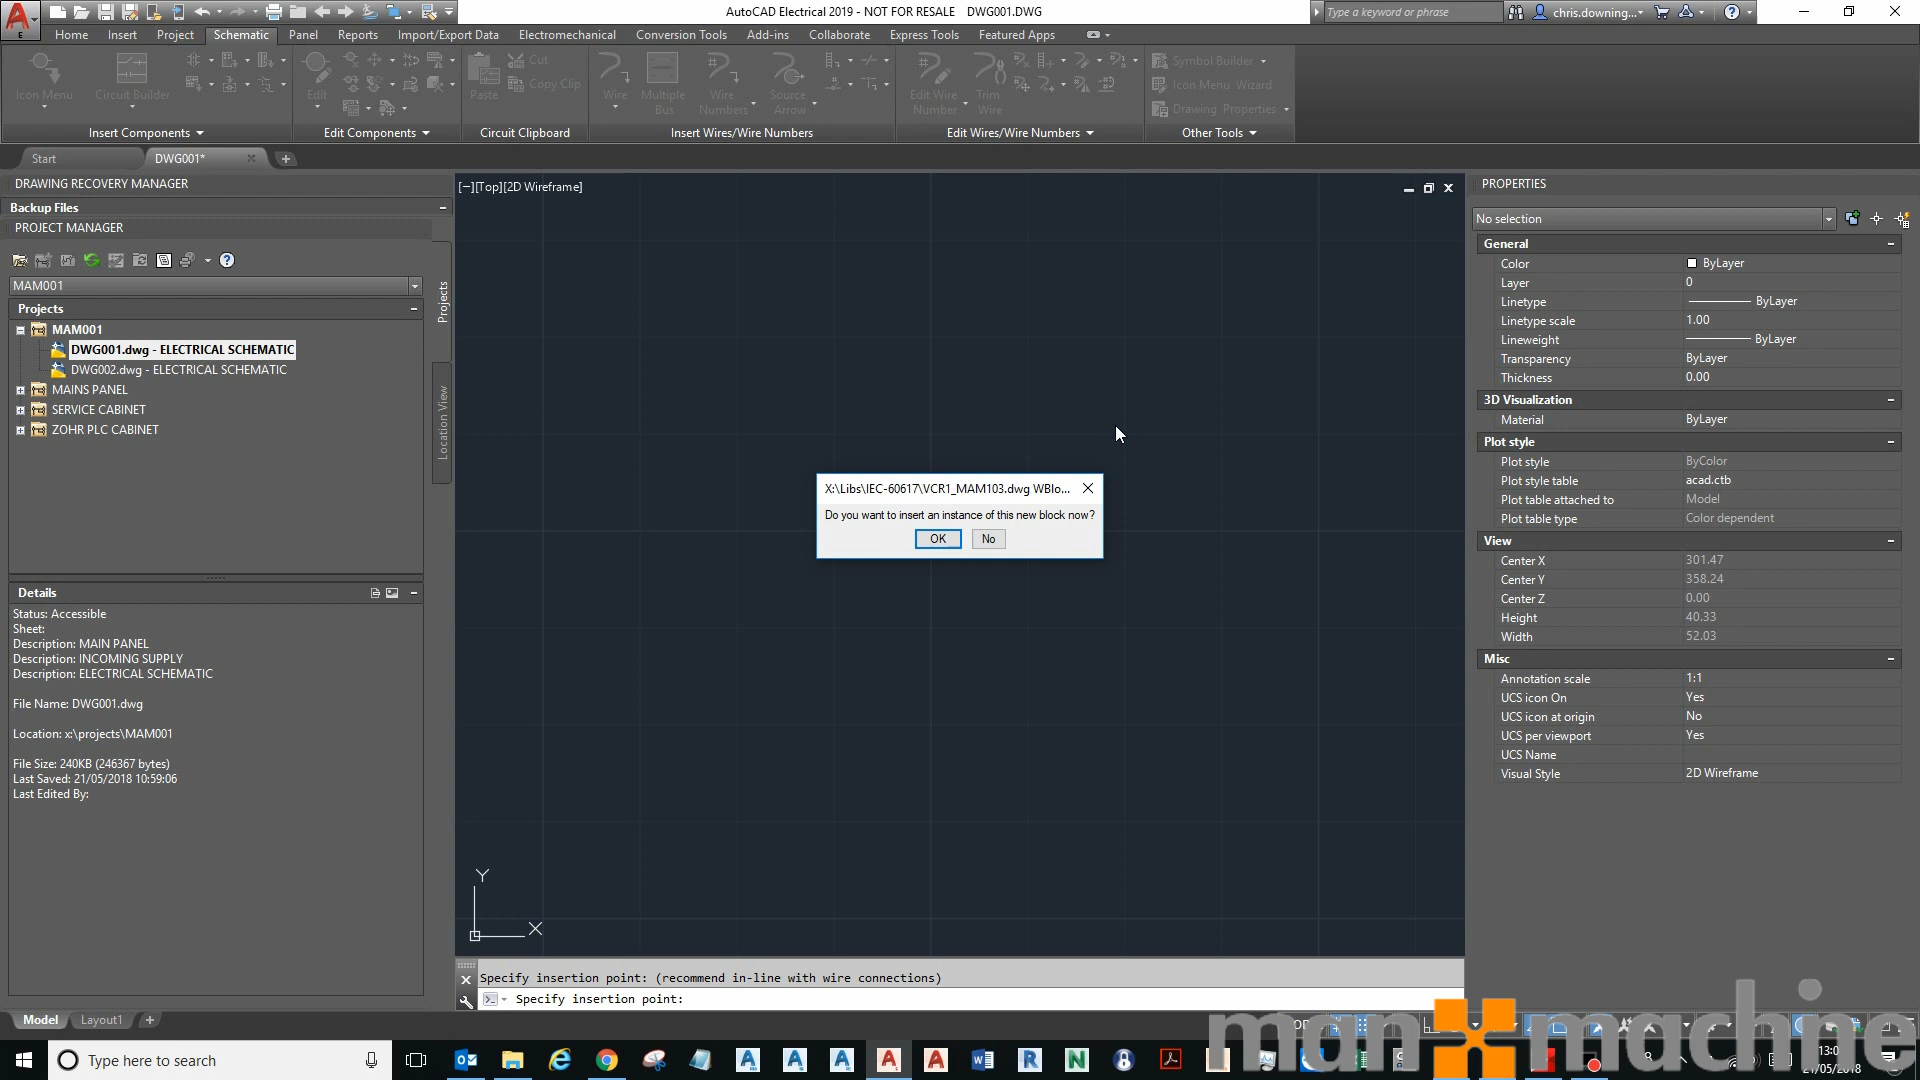 AutoCAD Electrical 2019 - NOT FOR RESALE DWG001.DWG
Type a keyword or phrase
chris.downing...
Home Insert Project Schematic Panel Reports Import/Export Data Electromechanical Conversion Tools Add-ins Collaborate Express Tools Featured Apps
Icon Menu Circuit Builder Edit Paste Cut Copy Clip Wire Multiple Bus Wire Numbers Source Arrow Edit Wire Number Trim Wire Symbol Builder
Icon Menu Wizard
Drawing Properties
Insert Components Edit Components Circuit Clipboard Insert Wires/Wire Numbers Edit Wires/Wire Numbers Other Tools
Start DWG001*
DRAWING RECOVERY MANAGER
Backup Files
PROJECT MANAGER
MAM001
Projects
MAM001
DWG001.dwg - ELECTRICAL SCHEMATIC
DWG002.dwg - ELECTRICAL SCHEMATIC
MAINS PANEL
SERVICE CABINET
ZOHR PLC CABINET
Projects
Location View
Details
Status: Accessible
Sheet:
Description: MAIN PANEL
Description: INCOMING SUPPLY
Description: ELECTRICAL SCHEMATIC
File Name: DWG001.dwg
Location: x:\projects\MAM001
File Size: 240KB (246367 bytes)
Last Saved: 21/05/2018 10:59:06
Last Edited By:
[−][Top][2D Wireframe]
X:\Libs\IEC-60617\VCR1_MAM103.dwg WBlo...
Do you want to insert an instance of this new block now?
OK No
Y
X
Specify insertion point: (recommend in-line with wire connections)
Specify insertion point:
PROPERTIES
No selection
General
Color ByLayer
Layer 0
Linetype ByLayer
Linetype scale 1.00
Lineweight ByLayer
Transparency ByLayer
Thickness 0.00
3D Visualization
Material ByLayer
Plot style
Plot style ByColor
Plot style table acad.ctb
Plot table attached to Model
Plot table type Color dependent
View
Center X 301.47
Center Y 358.24
Center Z 0.00
Height 40.33
Width 52.03
Misc
Annotation scale 1:1
UCS icon On Yes
UCS icon at origin No
UCS per viewport Yes
UCS Name
Visual Style 2D Wireframe
Model Layout1
man machine
Type here to search
21/05/2018